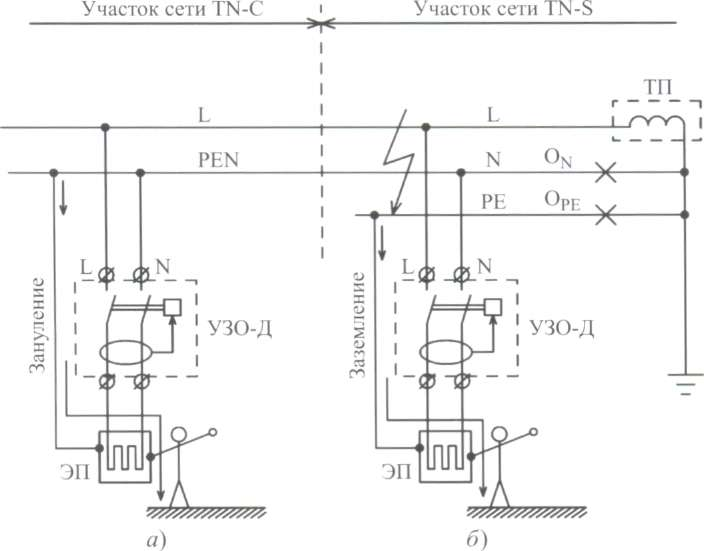 Участок сети TN-C
Участок сети TN-S
ТП
L
L
PEN
N
O_N
PE
O_PE
L
N
L
N
Зануление
УЗО-Д
Заземление
УЗО-Д
ЭП
ЭП
а)
б)